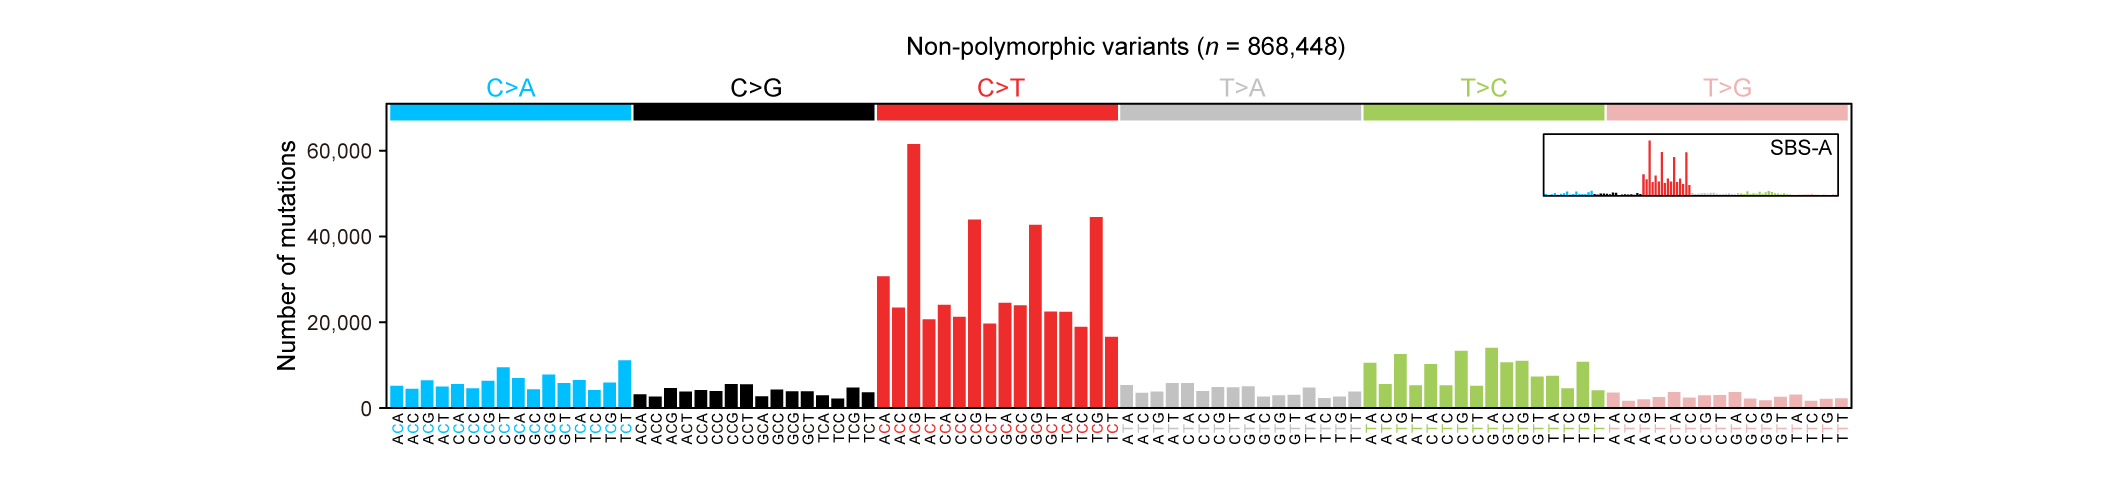 Non-polymorphic variants (n = 868,448)
C>A C>G C>T T>A T>C T>G
SBS-A
Number of mutations
60,000
40,000
20,000
0
ACA ACC ACG ACT CCA CCC CCG CCT GCA GCC GCG GCT TCA TCC TCG TCT ACA ACC ACG ACT CCA CCC CCG CCT GCA GCC GCG GCT TCA TCC TCG TCT ACA ACC ACG ACT CCA CCC CCG CCT GCA GCC GCG GCT TCA TCC TCG TCT ATA ATC ATG ATT CTA CTC CTG CTT GTA GTC GTG GTT TTA TTC TTG TTT ATA ATC ATG ATT CTA CTC CTG CTT GTA GTC GTG GTT TTA TTC TTG TTT ATA ATC ATG ATT CTA CTC CTG CTT GTA GTC GTG GTT TTA TTC TTG TTT